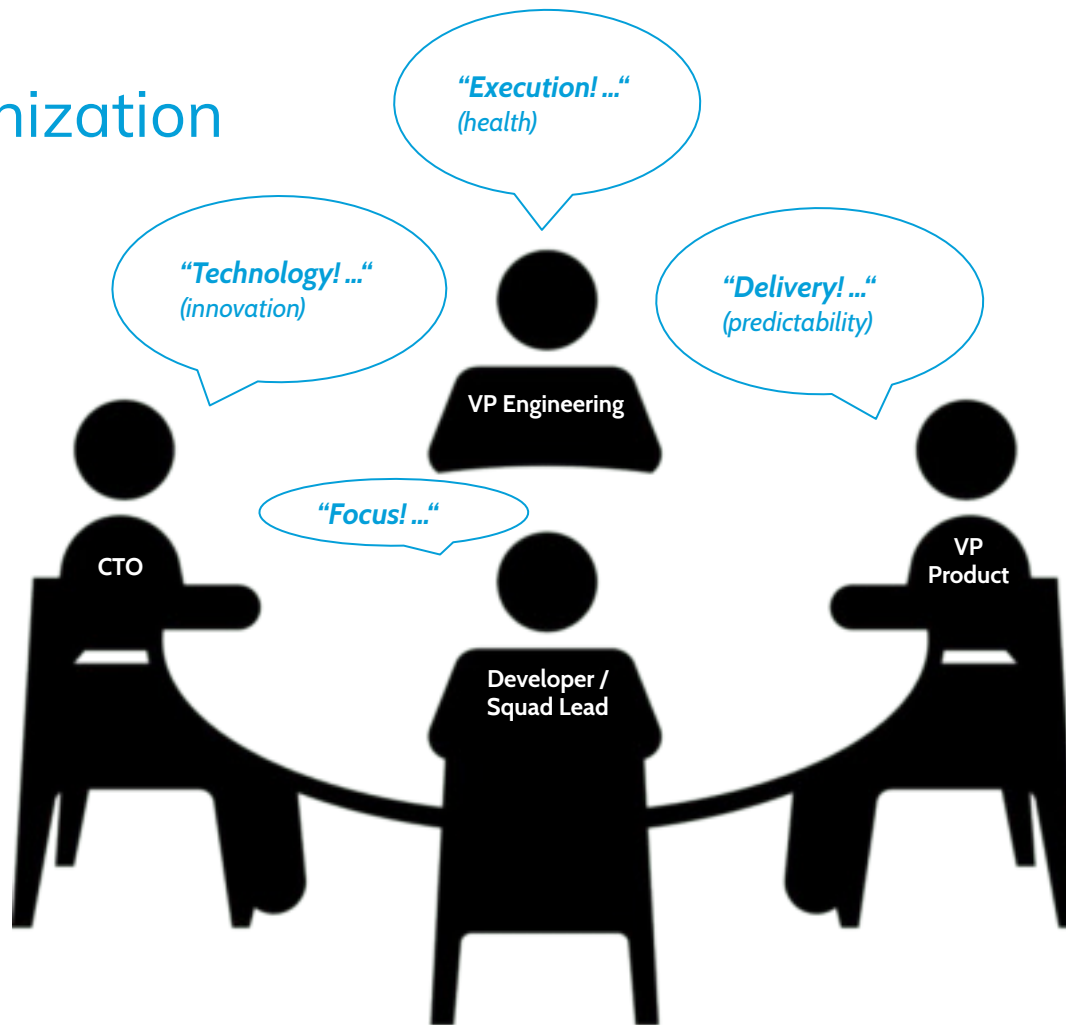 nization
“Execution! ...“
(health)
“Technology! ...“
(innovation)
“Delivery! ...“
(predictability)
VP Engineering
“Focus! ...“
CTO
VP
Product
Developer /
Squad Lead